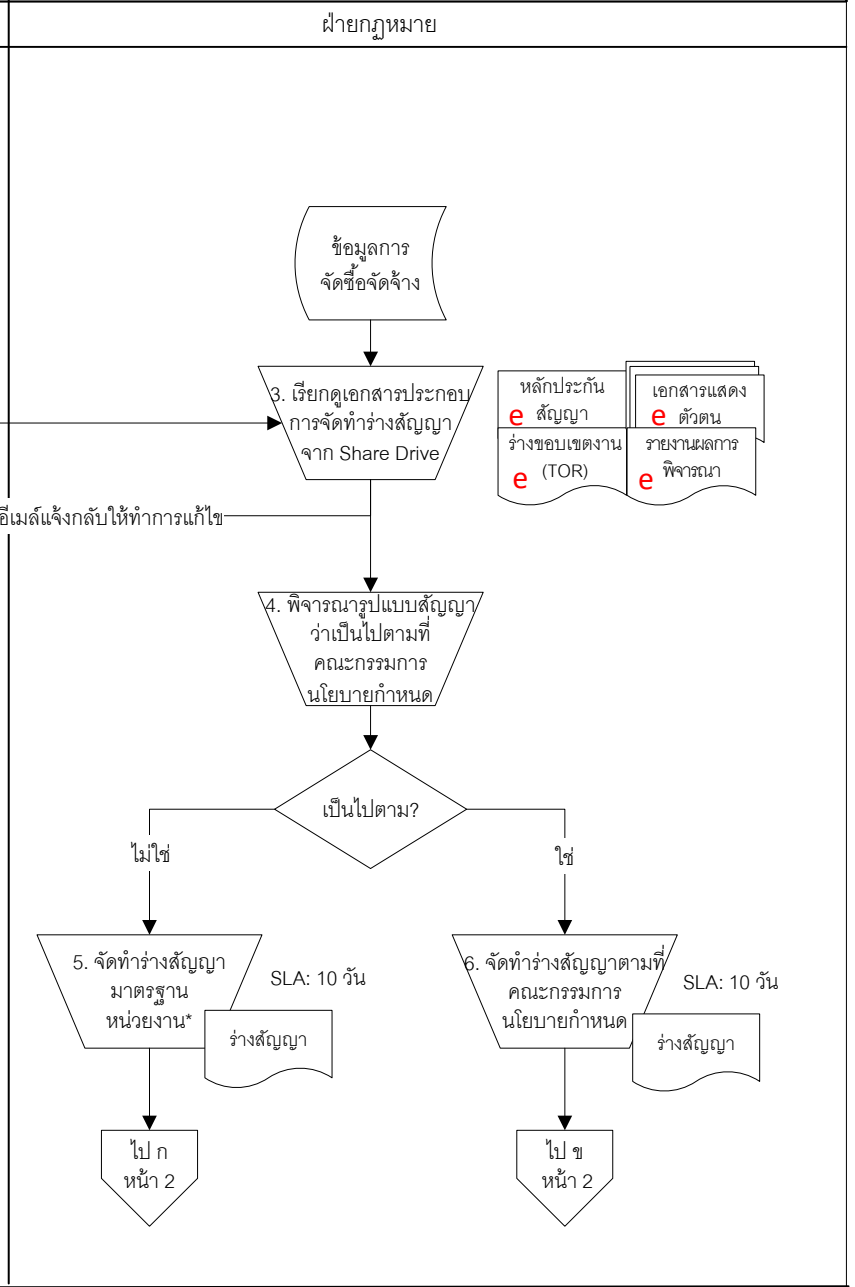 ฝ่ายกฎหมาย
ข้อมูลการ
จัดซื้อจัดจ้าง
3. เรียกดูเอกสารประกอบ
การจัดทำร่างสัญญา
จาก Share Drive
หลักประกัน
e สัญญา
เอกสารแสดง
e ตัวตน
ร่างขอบเขตงาน
e (TOR)
รายงานผลการ
e พิจารณา
อีเมล์แจ้งกลับให้ทำการแก้ไข
4. พิจารณารูปแบบสัญญา
ว่าเป็นไปตามที่
คณะกรรมการ
นโยบายกำหนด
เป็นไปตาม?
ไม่ใช่
ใช่
5. จัดทำร่างสัญญา
มาตรฐาน
หน่วยงาน*
SLA: 10 วัน
ร่างสัญญา
6. จัดทำร่างสัญญาตามที่
คณะกรรมการ
นโยบายกำหนด
SLA: 10 วัน
ร่างสัญญา
ไป ก
หน้า 2
ไป ข
หน้า 2